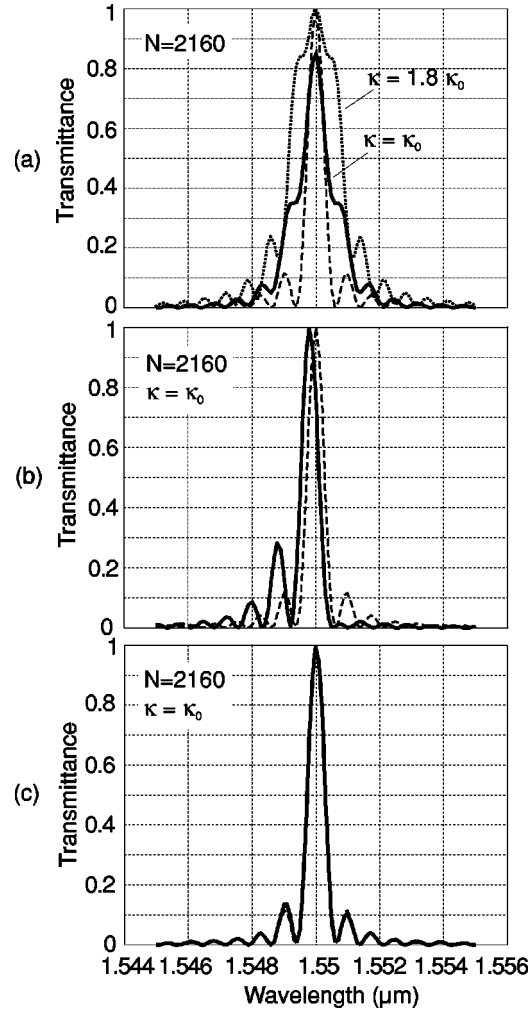 (a)
Transmittance
1
0.8
0.6
0.4
0.2
0
N=2160
κ = 1.8 κ₀
κ = κ₀
(b)
Transmittance
1
0.8
0.6
0.4
0.2
0
N=2160
κ = κ₀
(c)
Transmittance
1
0.8
0.6
0.4
0.2
0
N=2160
κ = κ₀
1.544 1.546 1.548 1.55 1.552 1.554 1.556
Wavelength (µm)